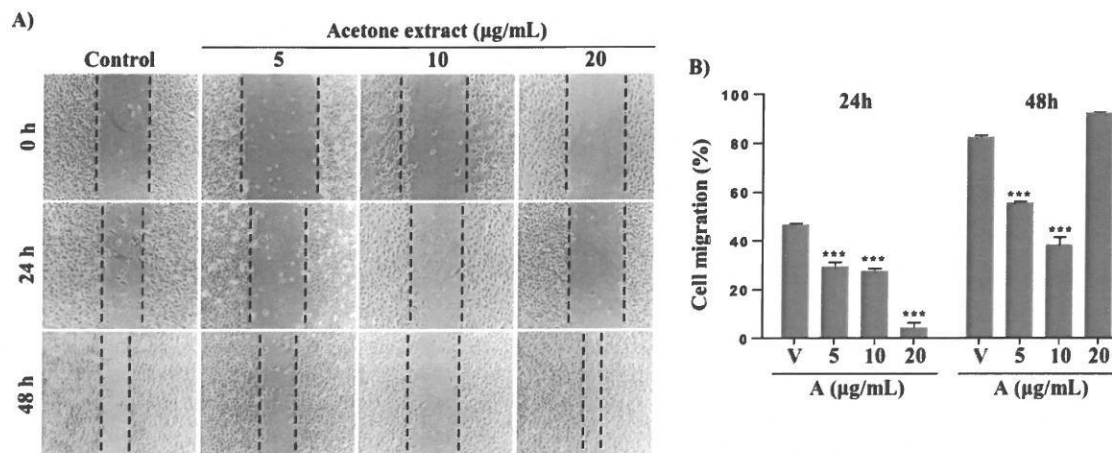 A)
Acetone extract (µg/mL)
Control 5 10 20
0 h
24 h
48 h
B)
24h 48h
Cell migration (%)
100
80
60
40
20
0
*** *** *** *** ***
V 5 10 20 V 5 10 20
A (µg/mL) A (µg/mL)